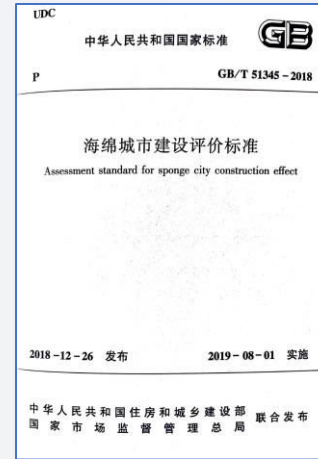 UDC
中华人民共和国国家标准
GB
P
GB/T 51345-2018
海绵城市建设评价标准
Assessment standard for sponge city construction effect
2018-12-26 发布
2019-08-01 实施
中华人民共和国住房和城乡建设部
国家市场监督管理总局
联合发布